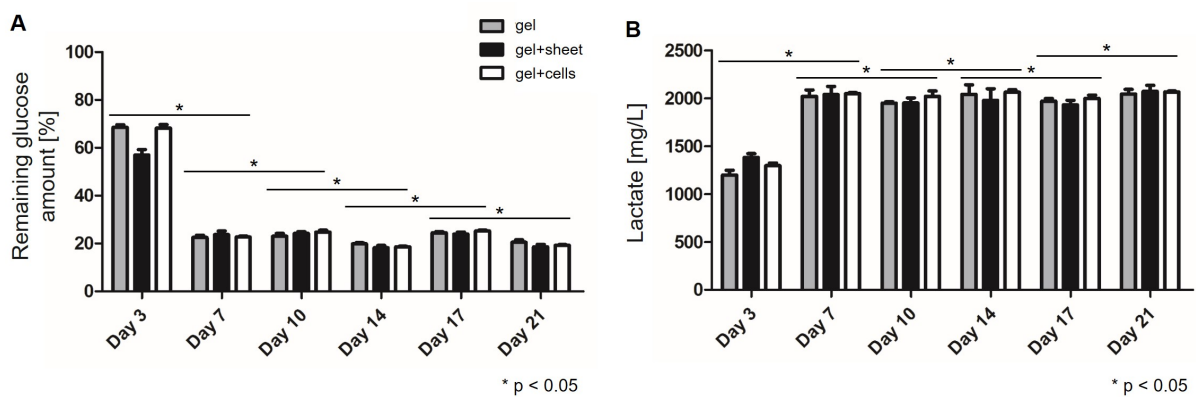 A
gel
gel+sheet
gel+cells
Remaining glucose
amount [%]
100
80
60
40
20
0
*
*
*
*
*
Day 3
Day 7
Day 10
Day 14
Day 17
Day 21
* p < 0.05
B
Lactate [mg/L]
2500
2000
1500
1000
500
0
*
*
*
*
*
Day 3
Day 7
Day 10
Day 14
Day 17
Day 21
* p < 0.05